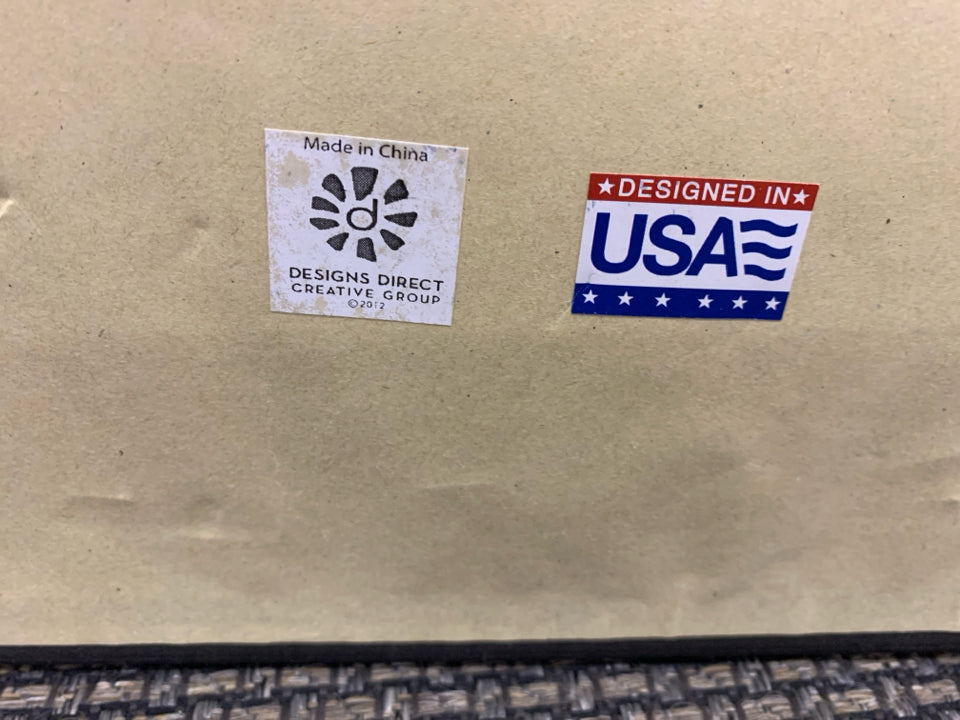 Made in China
d
DESIGNS DIRECT
CREATIVE GROUP
©2012
★DESIGNED IN★
USA